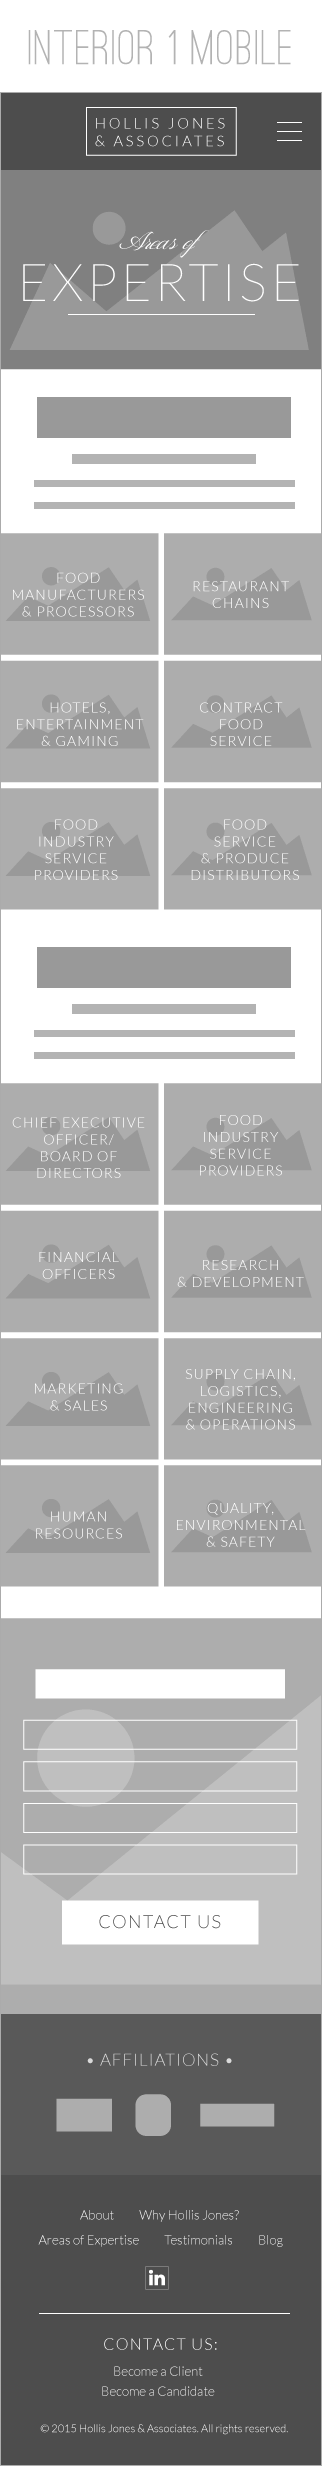 INTERIOR 1 MOBILE
HOLLIS JONES
& ASSOCIATES
Areas of
EXPERTISE
FOOD
MANUFACTURERS
& PROCESSORS
RESTAURANT
CHAINS
HOTELS,
ENTERTAINMENT
& GAMING
CONTRACT
FOOD
SERVICE
FOOD
INDUSTRY
SERVICE
PROVIDERS
FOOD
SERVICE
& PRODUCE
DISTRIBUTORS
CHIEF EXECUTIVE
OFFICER/
BOARD OF
DIRECTORS
FOOD
INDUSTRY
SERVICE
PROVIDERS
FINANCIAL
OFFICERS
RESEARCH
& DEVELOPMENT
MARKETING
& SALES
SUPPLY CHAIN,
LOGISTICS,
ENGINEERING
& OPERATIONS
HUMAN
RESOURCES
QUALITY,
ENVIRONMENTAL
& SAFETY
CONTACT US
• AFFILIATIONS •
About Why Hollis Jones?
Areas of Expertise Testimonials Blog
in
CONTACT US:
Become a Client
Become a Candidate
© 2015 Hollis Jones & Associates. All rights reserved.